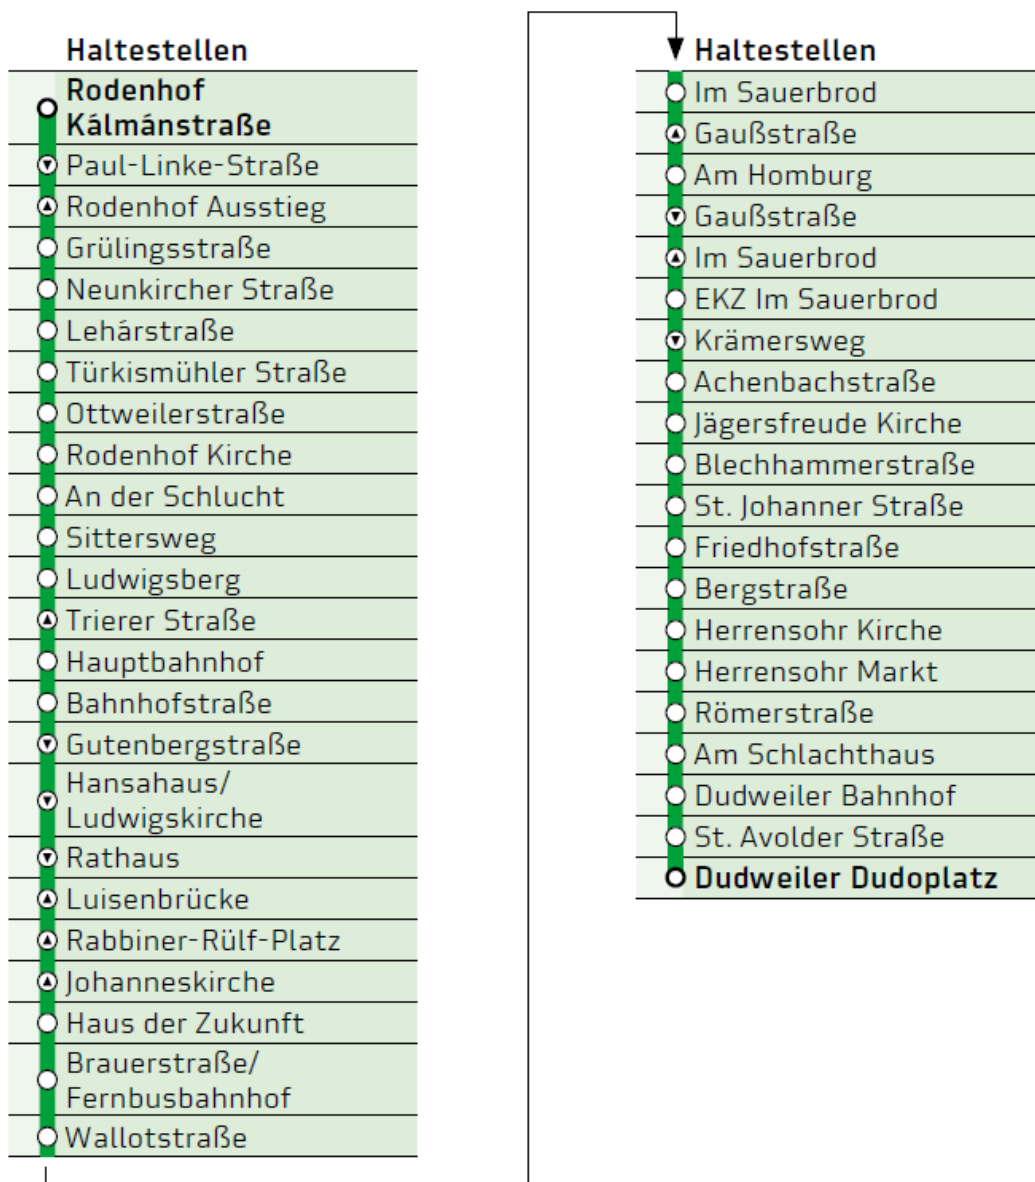 Haltestellen
Rodenhof
Kálmánstraße
Paul-Linke-Straße
Rodenhof Ausstieg
Grülingsstraße
Neunkircher Straße
Lehárstraße
Türkismühler Straße
Ottweilerstraße
Rodenhof Kirche
An der Schlucht
Sittersweg
Ludwigsberg
Trierer Straße
Hauptbahnhof
Bahnhofstraße
Gutenbergstraße
Hansahaus/
Ludwigskirche
Rathaus
Luisenbrücke
Rabbiner-Rülf-Platz
Johanneskirche
Haus der Zukunft
Brauerstraße/
Fernbusbahnhof
Wallotstraße
Haltestellen
Im Sauerbrod
Gaußstraße
Am Homburg
Gaußstraße
Im Sauerbrod
EKZ Im Sauerbrod
Krämersweg
Achenbachstraße
Jägersfreude Kirche
Blechhammerstraße
St. Johanner Straße
Friedhofstraße
Bergstraße
Herrensohr Kirche
Herrensohr Markt
Römerstraße
Am Schlachthaus
Dudweiler Bahnhof
St. Avolder Straße
Dudweiler Dudoplatz